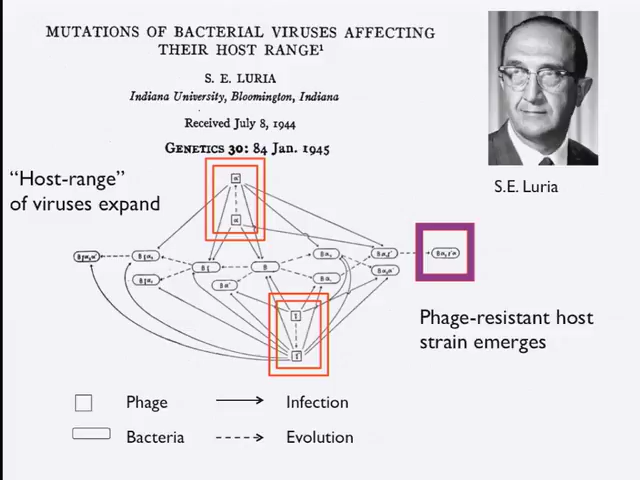 MUTATIONS OF BACTERIAL VIRUSES AFFECTING
THEIR HOST RANGE¹
S. E. LURIA
Indiana University, Bloomington, Indiana
Received July 8, 1944
GENETICS 30: 84 Jan. 1945
S.E. Luria
“Host-range”
of viruses expand
Phage-resistant host
strain emerges
Phage
Infection
Bacteria
Evolution